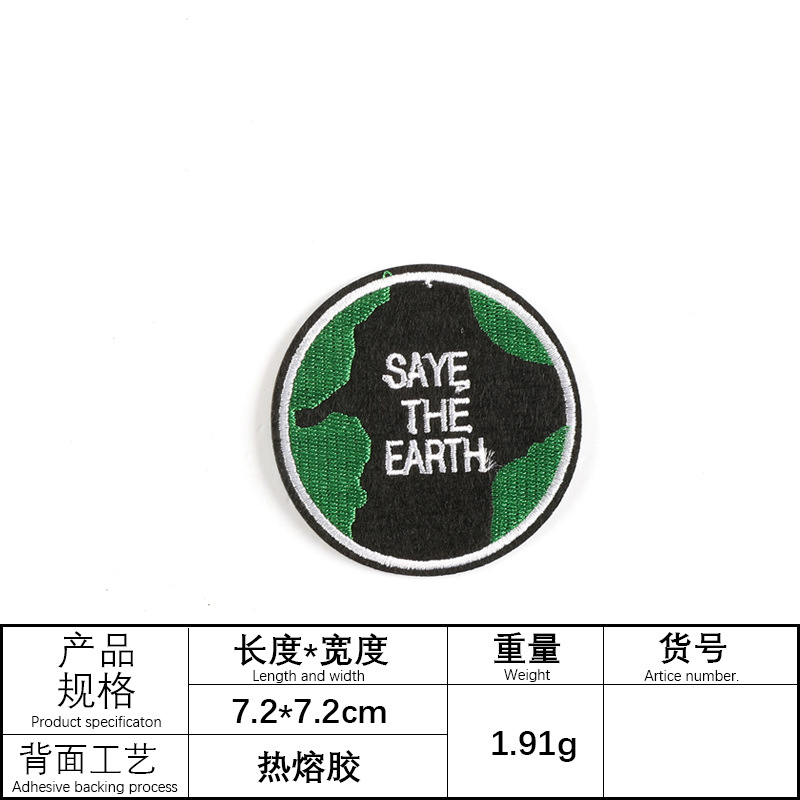 SAYE
THE
EARTH
产品
规格
Product specificaton
长度*宽度
Length and width
重量
Weight
货号
Artice number.
7.2*7.2cm
1.91g
背面工艺
Adhesive backing process
热熔胶